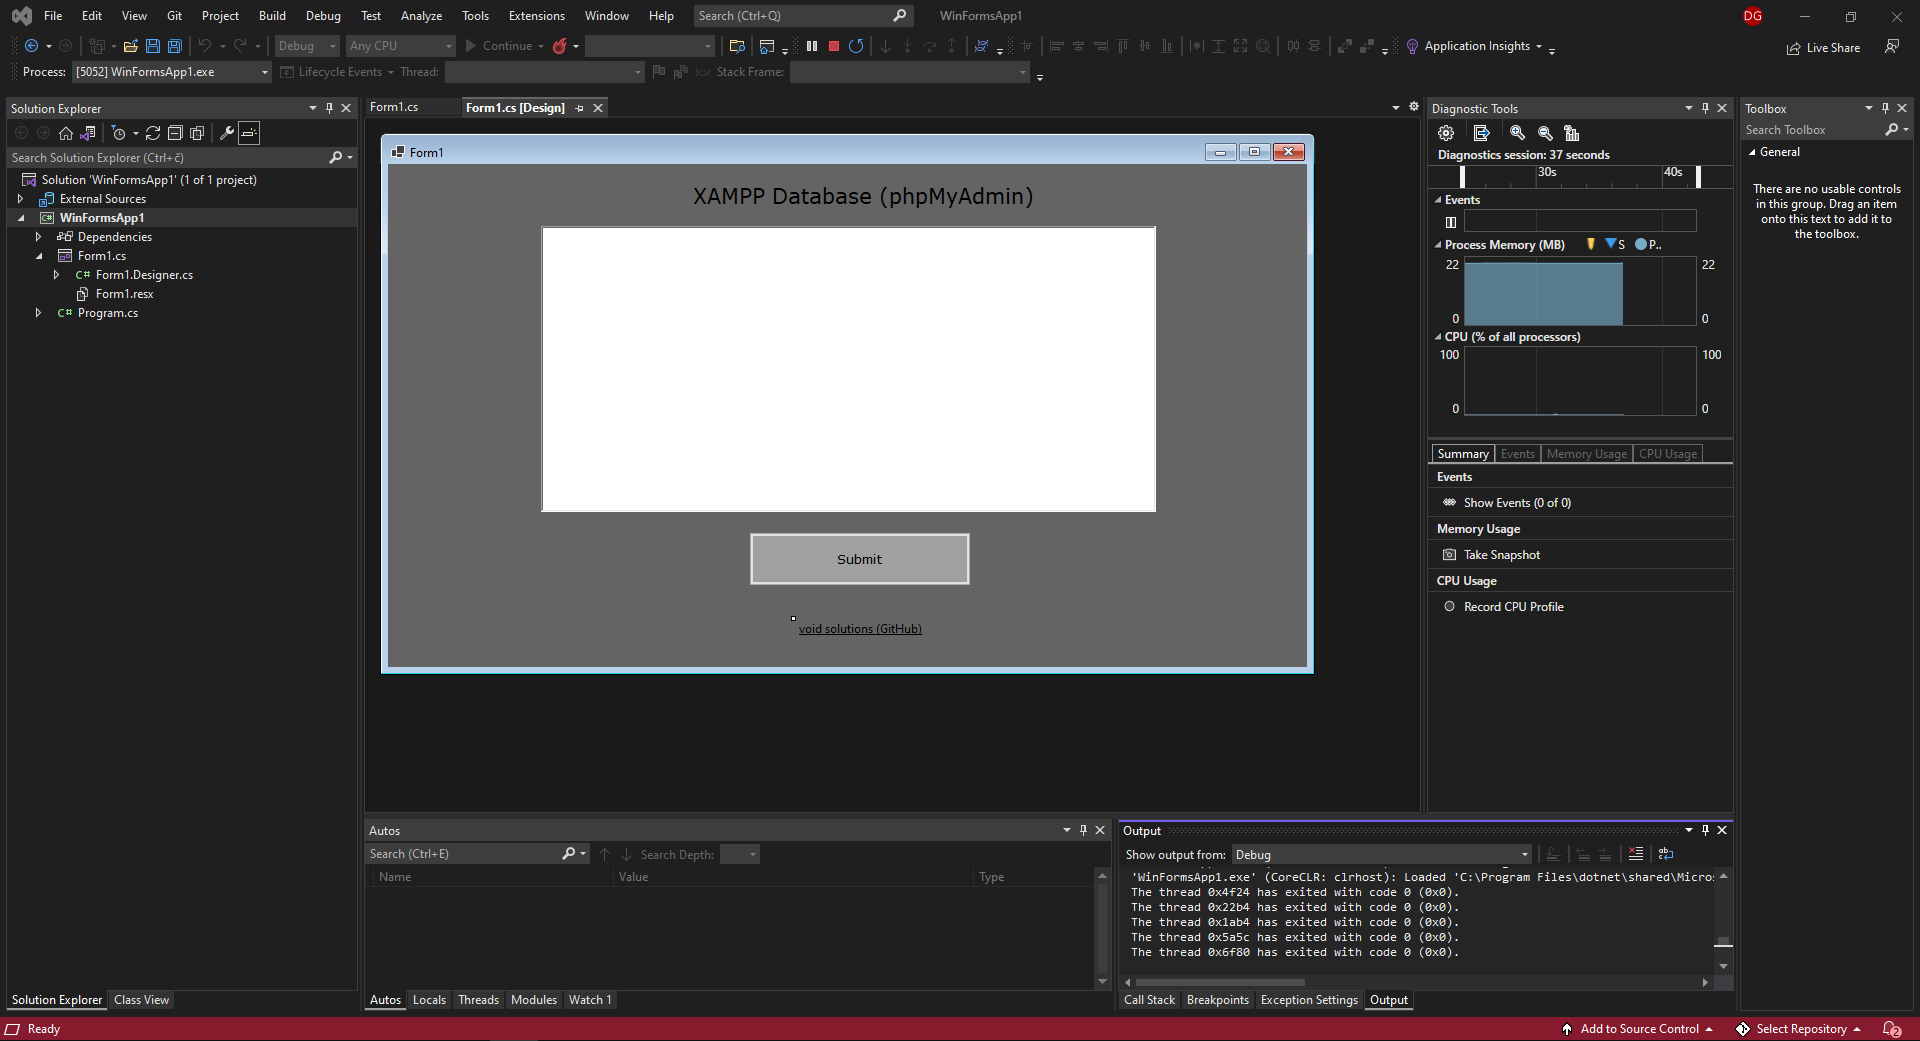 File Edit View Git Project Build Debug Test Analyze Tools Extensions Window Help Search (Ctrl+Q) WinFormsApp1 DG
Debug Any CPU Continue Application Insights Live Share
Process: [5052] WinFormsApp1.exe Lifecycle Events Thread: Stack Frame:
Solution Explorer
Search Solution Explorer (Ctrl+č)
Solution 'WinFormsApp1' (1 of 1 project)
External Sources
WinFormsApp1
Dependencies
Form1.cs
C# Form1.Designer.cs
Form1.resx
C# Program.cs
Solution Explorer Class View
Form1.cs Form1.cs [Design]
Form1
XAMPP Database (phpMyAdmin)
Submit
void solutions (GitHub)
Autos
Search (Ctrl+E) Search Depth:
Name Value Type
Autos Locals Threads Modules Watch 1
Output
Show output from: Debug
'WinFormsApp1.exe' (CoreCLR: clrhost): Loaded 'C:\Program Files\dotnet\shared\Micros
The thread 0x4f24 has exited with code 0 (0x0).
The thread 0x22b4 has exited with code 0 (0x0).
The thread 0x1ab4 has exited with code 0 (0x0).
The thread 0x5a5c has exited with code 0 (0x0).
The thread 0x6f80 has exited with code 0 (0x0).
Call Stack Breakpoints Exception Settings Output
Diagnostic Tools
Diagnostics session: 37 seconds
30s 40s
Events
Process Memory (MB) S P..
22 22
0 0
CPU (% of all processors)
100 100
0 0
Summary Events Memory Usage CPU Usage
Events
Show Events (0 of 0)
Memory Usage
Take Snapshot
CPU Usage
Record CPU Profile
Toolbox
Search Toolbox
General
There are no usable controls
in this group. Drag an item
onto this text to add it to
the toolbox.
Ready Add to Source Control Select Repository 2